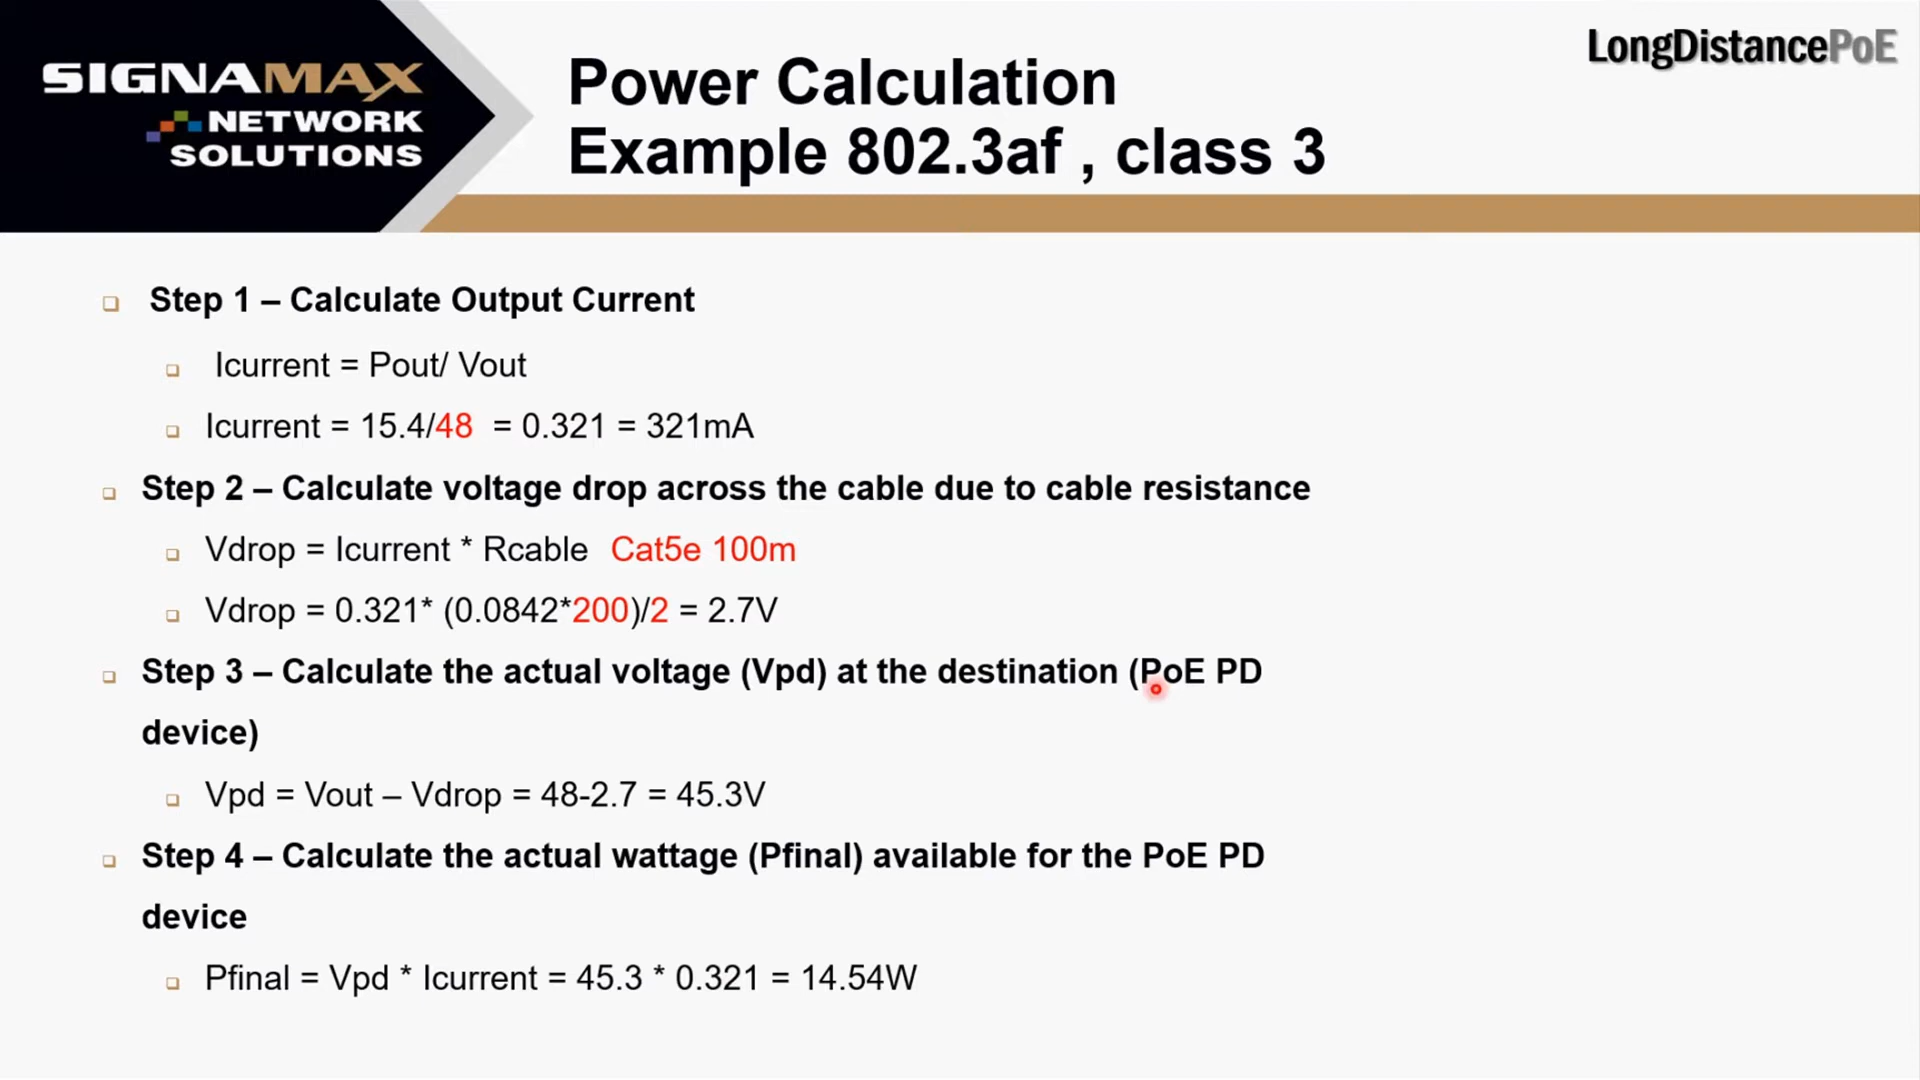 SIGNAMAX
NETWORK
SOLUTIONS
LongDistancePoE
Power Calculation
Example 802.3af , class 3
Step 1 – Calculate Output Current
Icurrent = Pout/ Vout
Icurrent = 15.4/48 = 0.321 = 321mA
Step 2 – Calculate voltage drop across the cable due to cable resistance
Vdrop = Icurrent * Rcable Cat5e 100m
Vdrop = 0.321* (0.0842*200)/2 = 2.7V
Step 3 – Calculate the actual voltage (Vpd) at the destination (PoE PD
device)
Vpd = Vout – Vdrop = 48-2.7 = 45.3V
Step 4 – Calculate the actual wattage (Pfinal) available for the PoE PD
device
Pfinal = Vpd * Icurrent = 45.3 * 0.321 = 14.54W